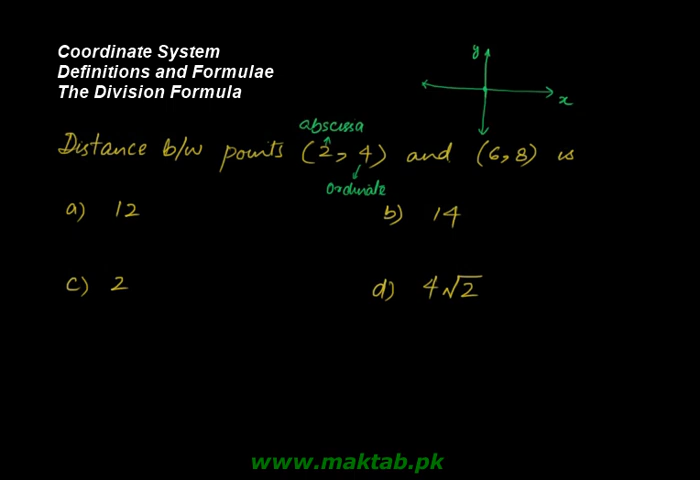 Coordinate System
Definitions and Formulae
The Division Formula
y
x
abscissa
Distance b/w points (2, 4) and (6, 8) is
ordinate
a) 12
b) 14
c) 2
d) 4√2
www.maktab.pk